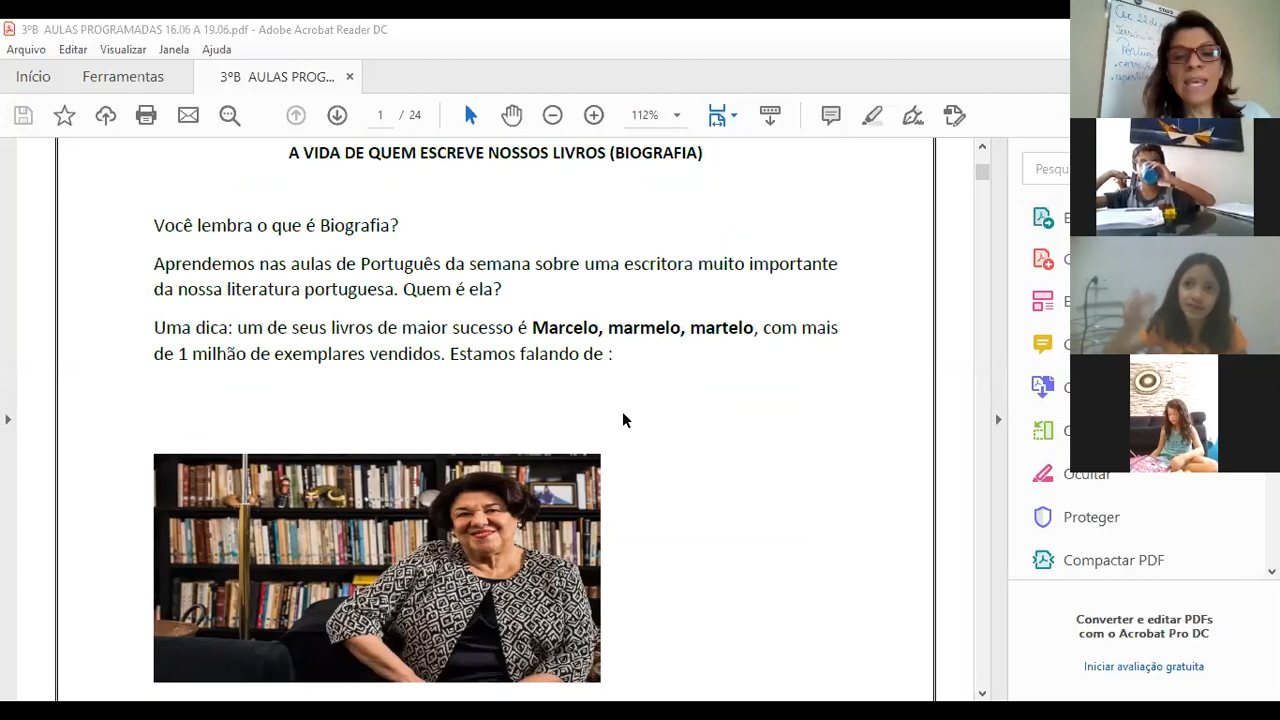 3ºB AULAS PROGRAMADAS 16.06 A 19.06.pdf - Adobe Acrobat Reader DC
Arquivo Editar Visualizar Janela Ajuda
Início Ferramentas 3ºB AULAS PROG... ×
1 / 24 112%
A VIDA DE QUEM ESCREVE NOSSOS LIVROS (BIOGRAFIA)
Você lembra o que é Biografia?
Aprendemos nas aulas de Português da semana sobre uma escritora muito importante
da nossa literatura portuguesa. Quem é ela?
Uma dica: um de seus livros de maior sucesso é Marcelo, marmelo, martelo, com mais
de 1 milhão de exemplares vendidos. Estamos falando de :
Pesqu
Ocultar
Proteger
Compactar PDF
Converter e editar PDFs
com o Acrobat Pro DC
Iniciar avaliação gratuita